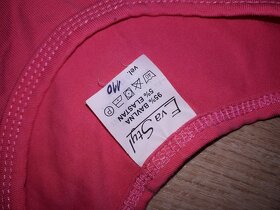 Eva Styl
95% BAVLNA
5% ELASTAN
P
vel. 110